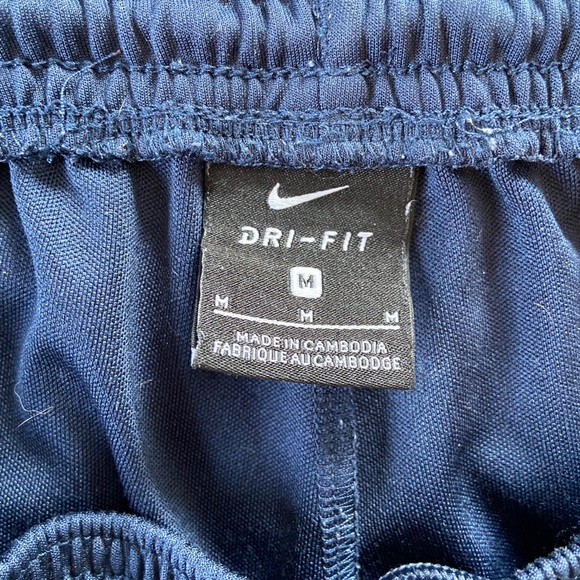 DRI-FIT
M
M M M
MADE IN CAMBODIA
FABRIQUE AU CAMBODGE